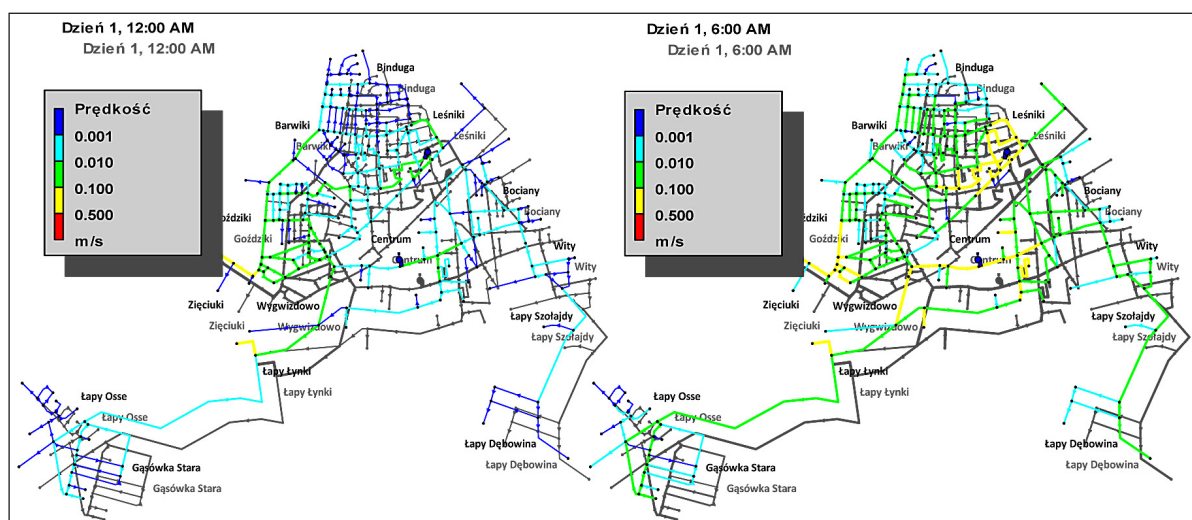 Dzień 1, 12:00 AM
Dzień 1, 12:00 AM
Prędkość
0.001
0.010
0.100
0.500
m/s
Binduga
Binduga
Leśniki
Leśniki
Barwiki
Barwiki
Bociany
Bociany
oździki
Goździki
Centrum
Centrum
Wity
Wity
Zięciuki
Zięciuki
Wygwizdowo
Wygwizdowo
Łapy Szołajdy
Łapy Szołajdy
Łapy Łynki
Łapy Łynki
Łapy Osse
Łapy Osse
Łapy Dębowina
Łapy Dębowina
Gąsówka Stara
Gąsówka Stara
Dzień 1, 6:00 AM
Dzień 1, 6:00 AM
Prędkość
0.001
0.010
0.100
0.500
m/s
Binduga
Binduga
Leśniki
Leśniki
Barwiki
Barwiki
Bociany
Bociany
oździki
Goździki
Centrum
Centrum
Wity
Wity
Zięciuki
Zięciuki
Wygwizdowo
Wygwizdowo
Łapy Szołajdy
Łapy Szołajdy
Łapy Łynki
Łapy Łynki
Łapy Osse
Łapy Osse
Łapy Dębowina
Łapy Dębowina
Gąsówka Stara
Gąsówka Stara